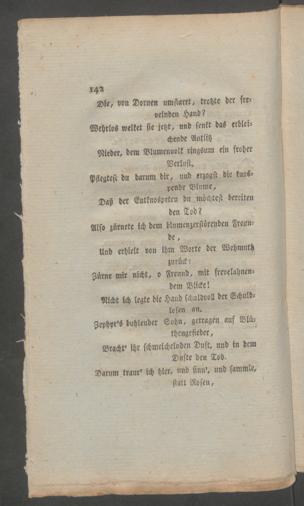 142
Die, von Dornen umstarrt, trotzte der fre-
velnden Hand?
Wehrlos welket sie jetzt, und senkt das erblei-
chende Antlitz
Nieder, dem Blumenvolk ringsum ein froher
Verlust.
Pflegtest du darum dir, und erzogst die knos-
pende Blume,
Daß der Entknospeten du möchtest bereiten
den Tod?
Also zürnete ich dem blumenzerstörenden Freun-
de,
Und erhielt von ihm Worte der Wehmuth
zurück:
Zürne mir nicht, o Freund, mit frevelahnen-
dem Blicke!
Nicht ich legte die Hand schuldvoll der Schuld-
losen an.
Zephyr's buhlender Sohn, getragen auf Blü-
thengefieder,
Bracht' ihr schmeichelnden Duft, und in dem
Dufte den Tod.
Darum traur' ich hier, und sinn', und sammle,
statt Rosen,